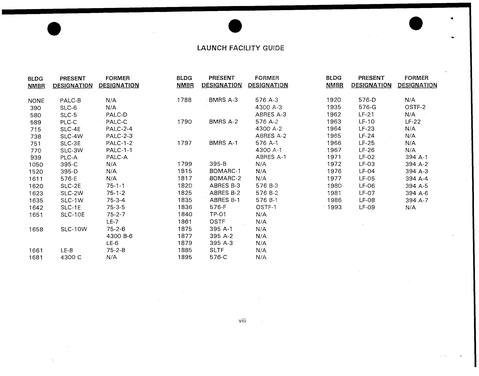 LAUNCH FACILITY GUIDE
BLDG PRESENT FORMER
NMBR DESIGNATION DESIGNATION
NONE PALC-B N/A
390 SLC-6 N/A
580 SLC-5 PALC-D
589 PLC-C PALC-C
715 SLC-4E PALC-2-4
738 SLC-4W PALC-2-3
751 SLC-3E PALC-1-2
770 SLC-3W PALC-1-1
939 PLC-A PALC-A
1050 395-C N/A
1520 395-D N/A
1611 576-E N/A
1620 SLC-2E 75-1-1
1623 SLC-2W 75-1-2
1635 SLC-1W 75-3-4
1642 SLC-1E 75-3-5
1651 SLC-10E 75-2-7
LE-7
1658 SLC-10W 75-2-6
4300 B-6
LE-6
1661 LE-8 75-2-8
1681 4300 C N/A
BLDG PRESENT FORMER
NMBR DESIGNATION DESIGNATION
1788 BMRS A-3 576 A-3
4300 A-3
ABRES A-3
1790 BMRS A-2 576 A-2
4300 A-2
ABRES A-2
1797 BMRS A-1 576 A-1
4300 A-1
ABRES A-1
1799 395-B N/A
1815 BOMARC-1 N/A
1817 BOMARC-2 N/A
1820 ABRES B-3 576 B-3
1825 ABRES B-2 576 B-2
1835 ABRES B-1 576 B-1
1836 576-F OSTF-1
1840 TP-01 N/A
1861 OSTF N/A
1875 395 A-1 N/A
1877 395 A-2 N/A
1879 395 A-3 N/A
1885 SLTF N/A
1895 576-C N/A
BLDG PRESENT FORMER
NMBR DESIGNATION DESIGNATION
1920 576-D N/A
1935 576-G OSTF-2
1962 LF-21 N/A
1963 LF-10 LF-22
1964 LF-23 N/A
1965 LF-24 N/A
1966 LF-25 N/A
1967 LF-26 N/A
1971 LF-02 394 A-1
1972 LF-03 394 A-2
1976 LF-04 394 A-3
1977 LF-05 394 A-4
1980 LF-06 394 A-5
1981 LF-07 394 A-6
1986 LF-08 394 A-7
1993 LF-09 N/A